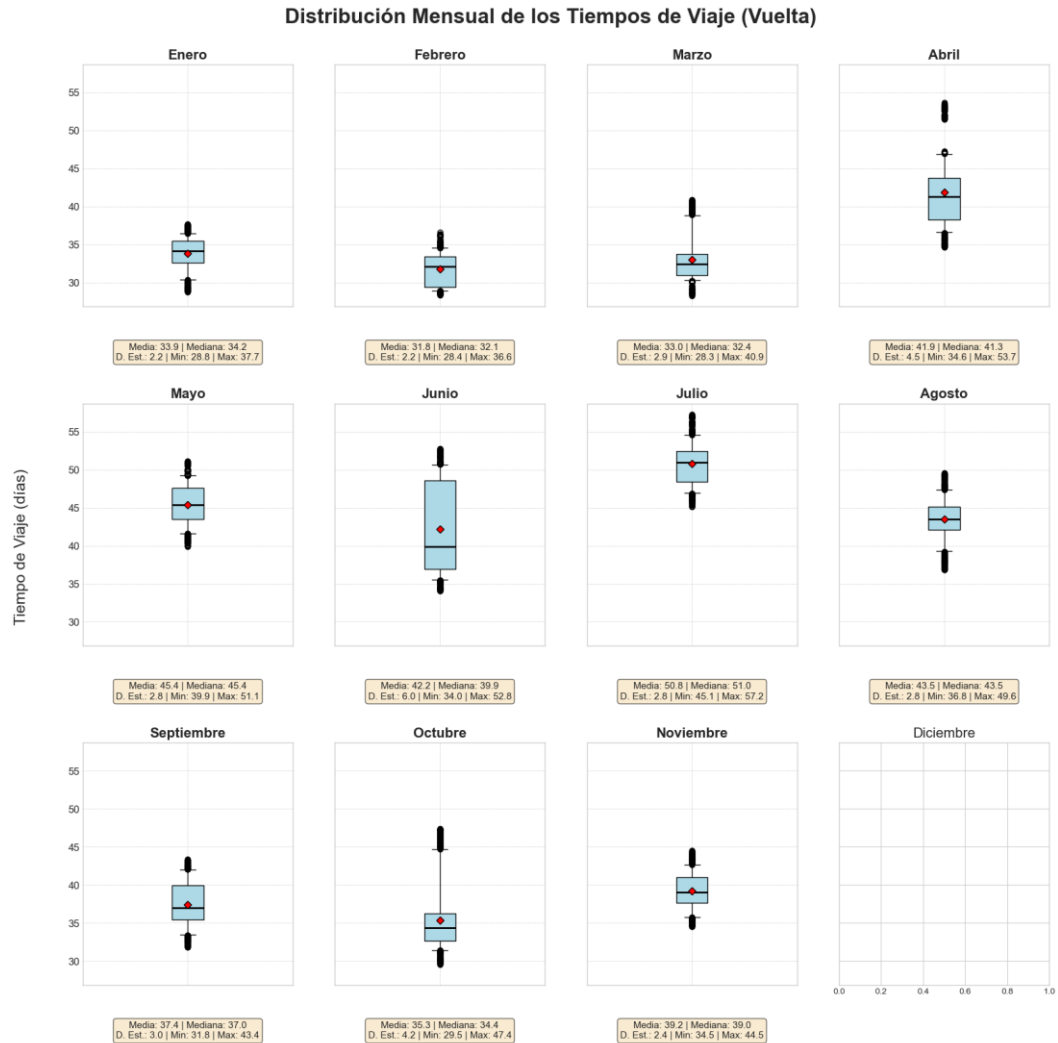 Distribución Mensual de los Tiempos de Viaje (Vuelta)
Enero
Febrero
Marzo
Abril
55
50
45
40
35
30
Media: 33.9 | Mediana: 34.2
D. Est.: 2.2 | Min: 28.8 | Max: 37.7
Media: 31.8 | Mediana: 32.1
D. Est.: 2.2 | Min: 28.4 | Max: 36.6
Media: 33.0 | Mediana: 32.4
D. Est.: 2.9 | Min: 28.3 | Max: 40.9
Media: 41.9 | Mediana: 41.3
D. Est.: 4.5 | Min: 34.6 | Max: 53.7
Tiempo de Viaje (días)
Mayo
Junio
Julio
Agosto
55
50
45
40
35
30
Media: 45.4 | Mediana: 45.4
D. Est.: 2.8 | Min: 39.9 | Max: 51.1
Media: 42.2 | Mediana: 39.9
D. Est.: 6.0 | Min: 34.0 | Max: 52.8
Media: 50.8 | Mediana: 51.0
D. Est.: 2.8 | Min: 45.1 | Max: 57.2
Media: 43.5 | Mediana: 43.5
D. Est.: 2.8 | Min: 36.8 | Max: 49.6
Septiembre
Octubre
Noviembre
Diciembre
55
50
45
40
35
30
0.0 0.2 0.4 0.6 0.8 1.0
Media: 37.4 | Mediana: 37.0
D. Est.: 3.0 | Min: 31.8 | Max: 43.4
Media: 35.3 | Mediana: 34.4
D. Est.: 4.2 | Min: 29.5 | Max: 47.4
Media: 39.2 | Mediana: 39.0
D. Est.: 2.4 | Min: 34.5 | Max: 44.5